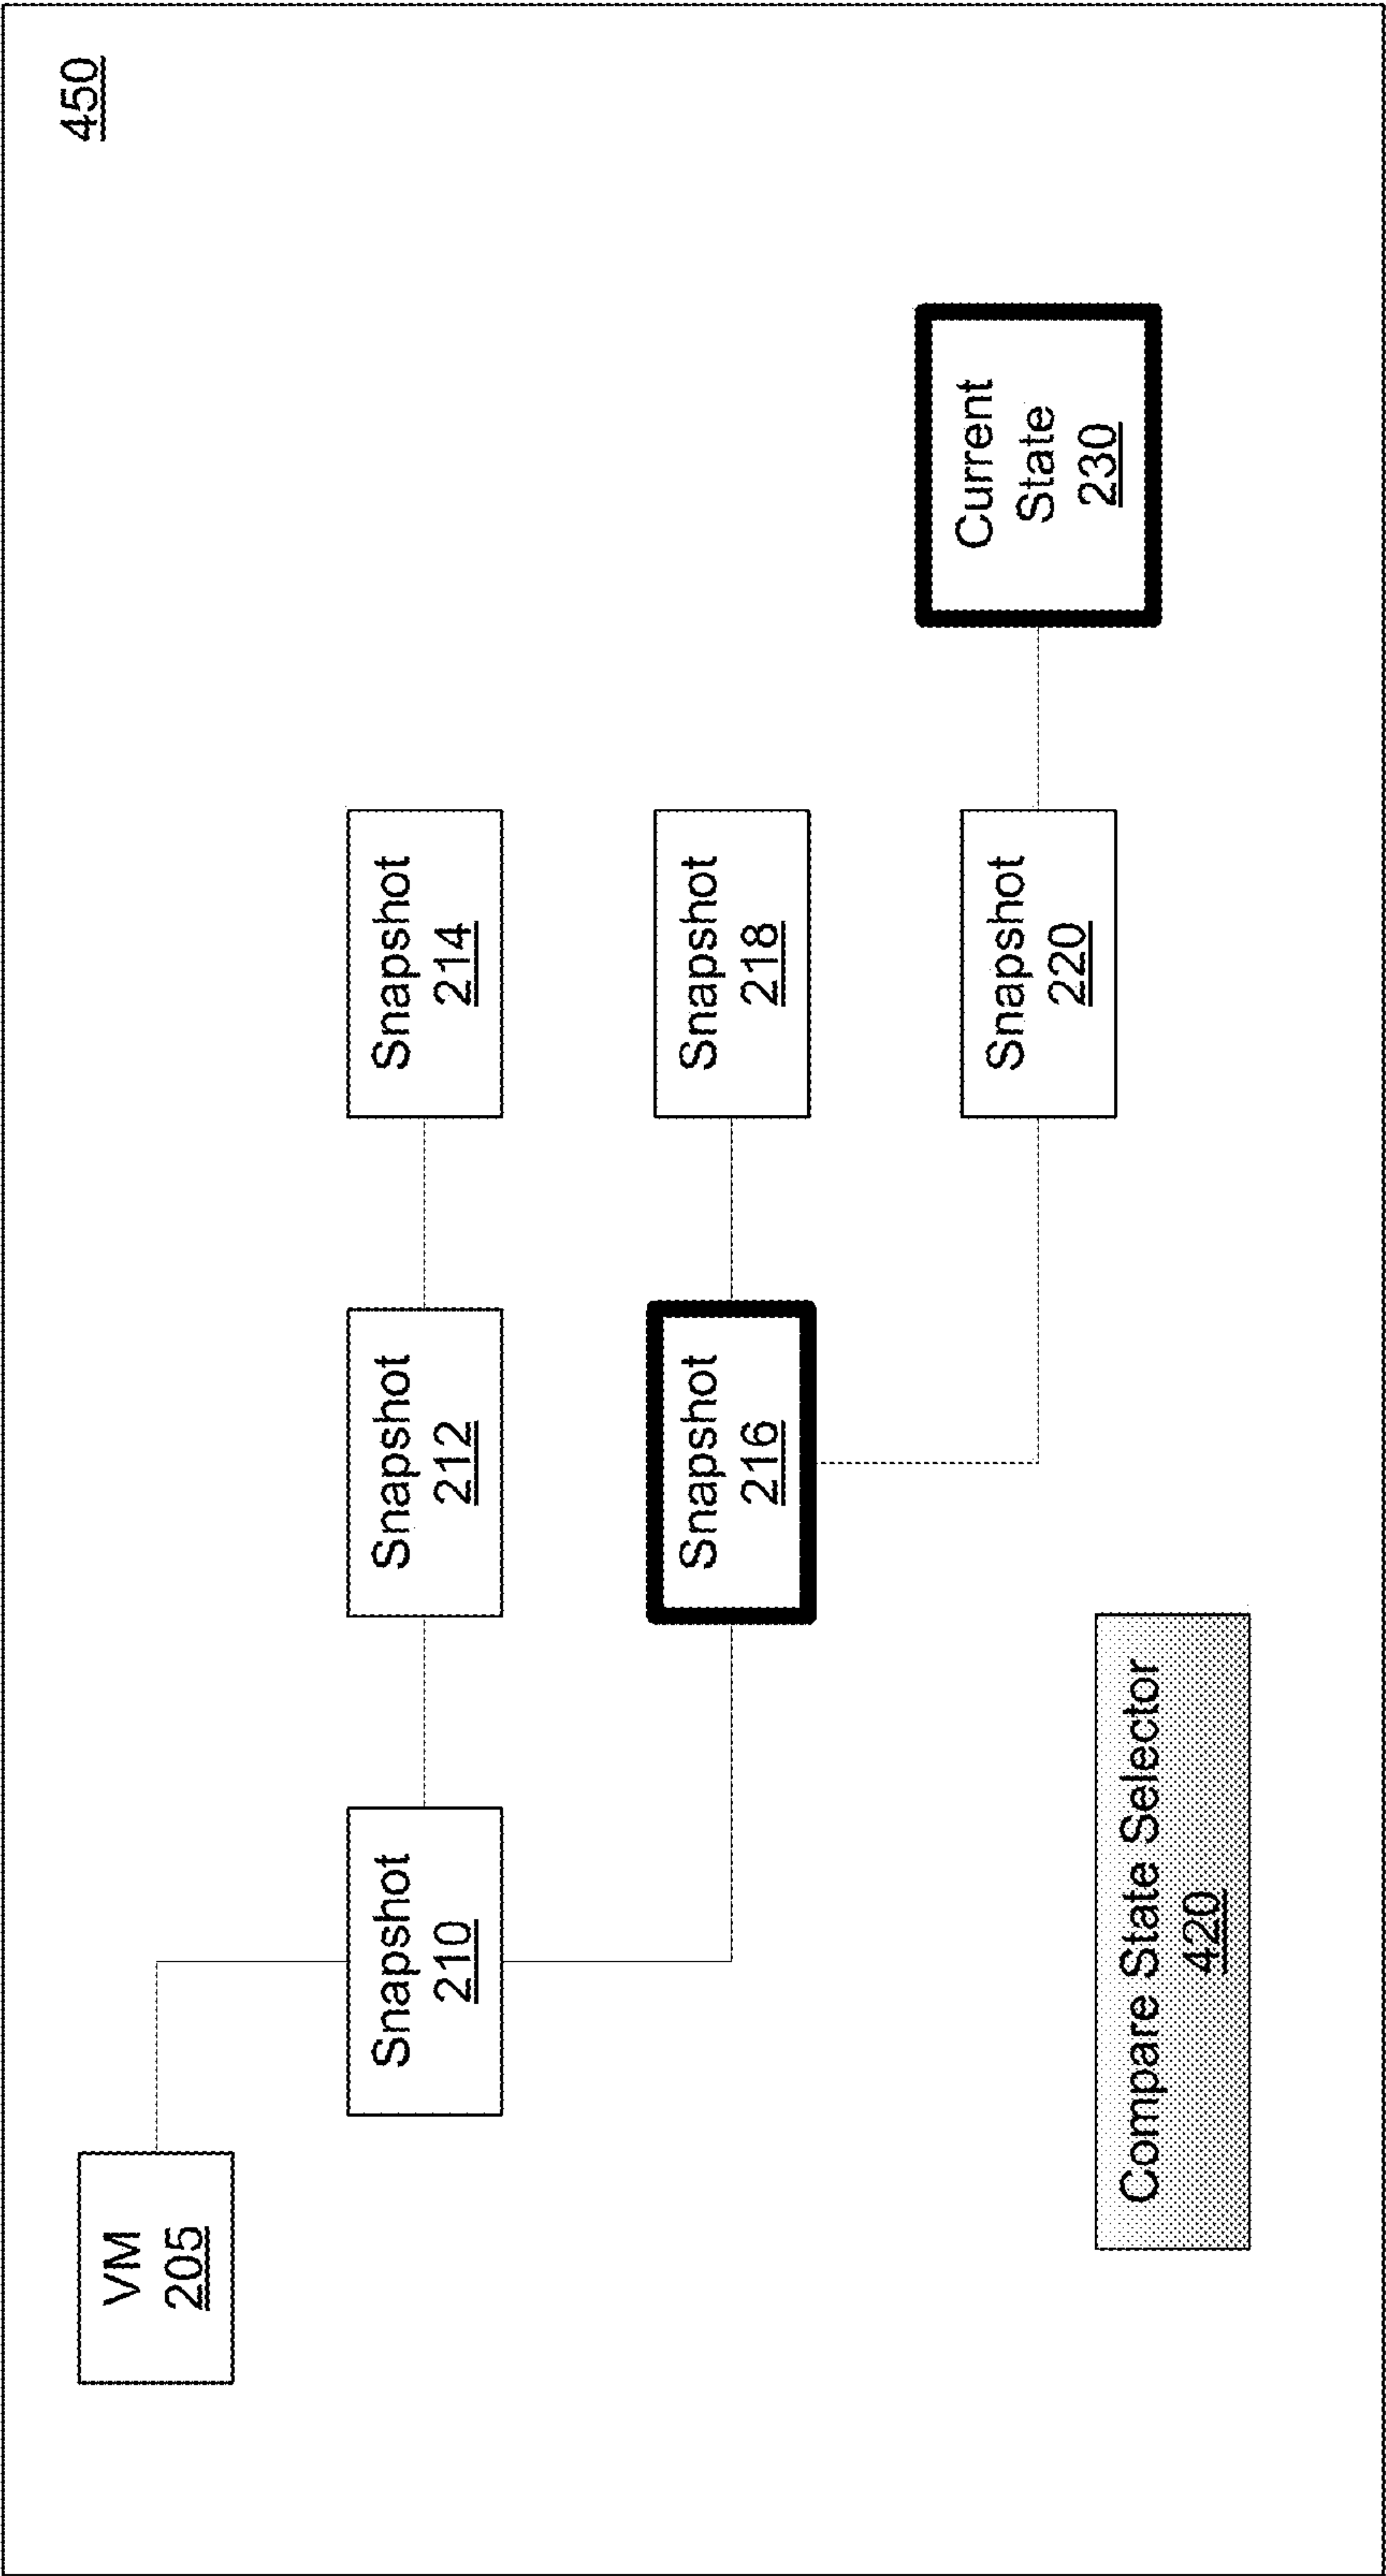 450
VM
205
Snapshot
210
Snapshot
212
Snapshot
214
Snapshot
216
Snapshot
218
Snapshot
220
Current
State
230
Compare State Selector
420